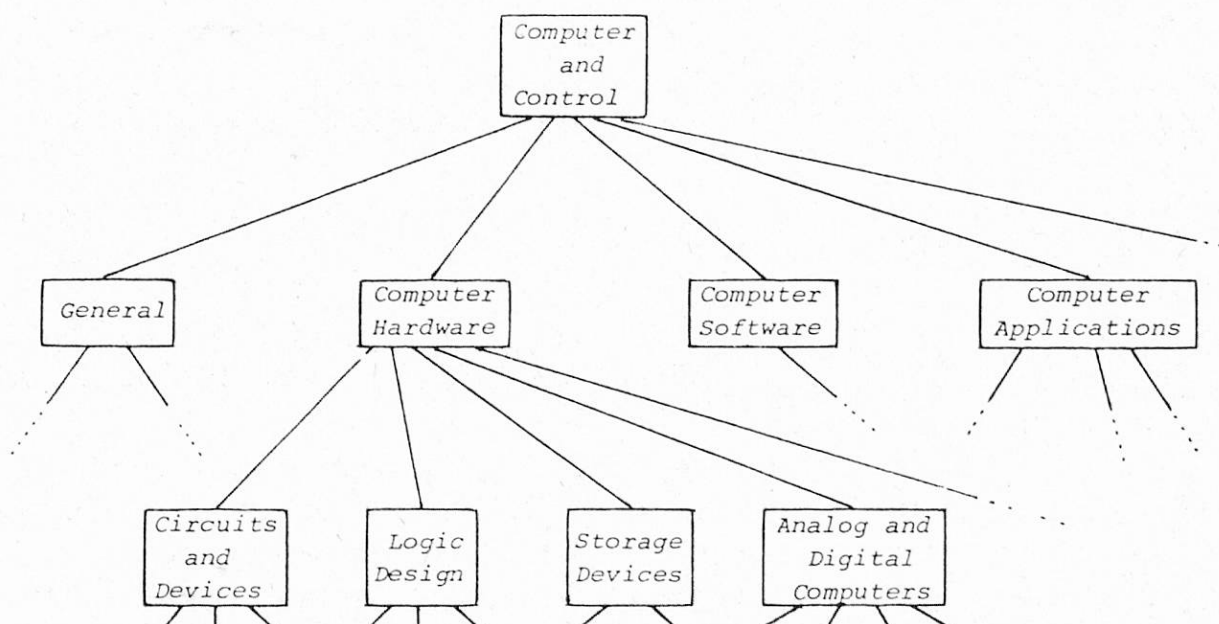 Computer
and
Control
General
Computer
Hardware
Computer
Software
Computer
Applications
Circuits
and
Devices
Logic
Design
Storage
Devices
Analog and
Digital
Computers